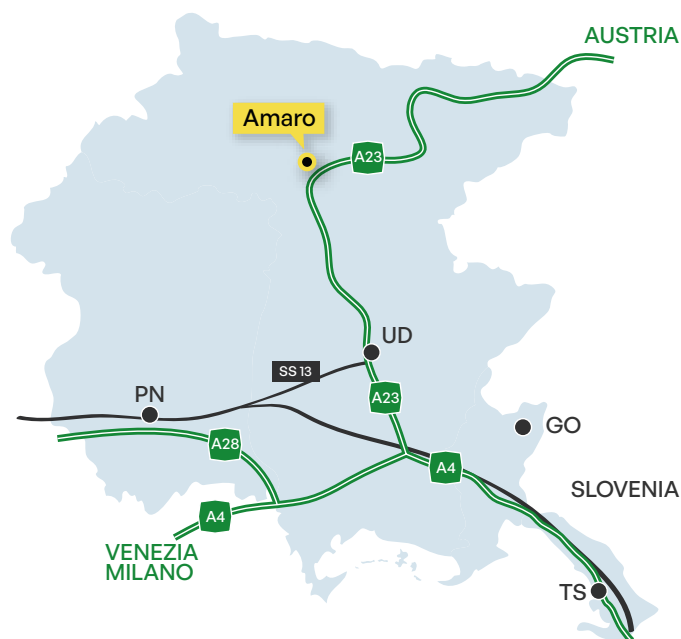 AUSTRIA
Amaro
A23
UD
SS 13
PN
A23
GO
A28
A4
SLOVENIA
A4
VENEZIA
MILANO
TS